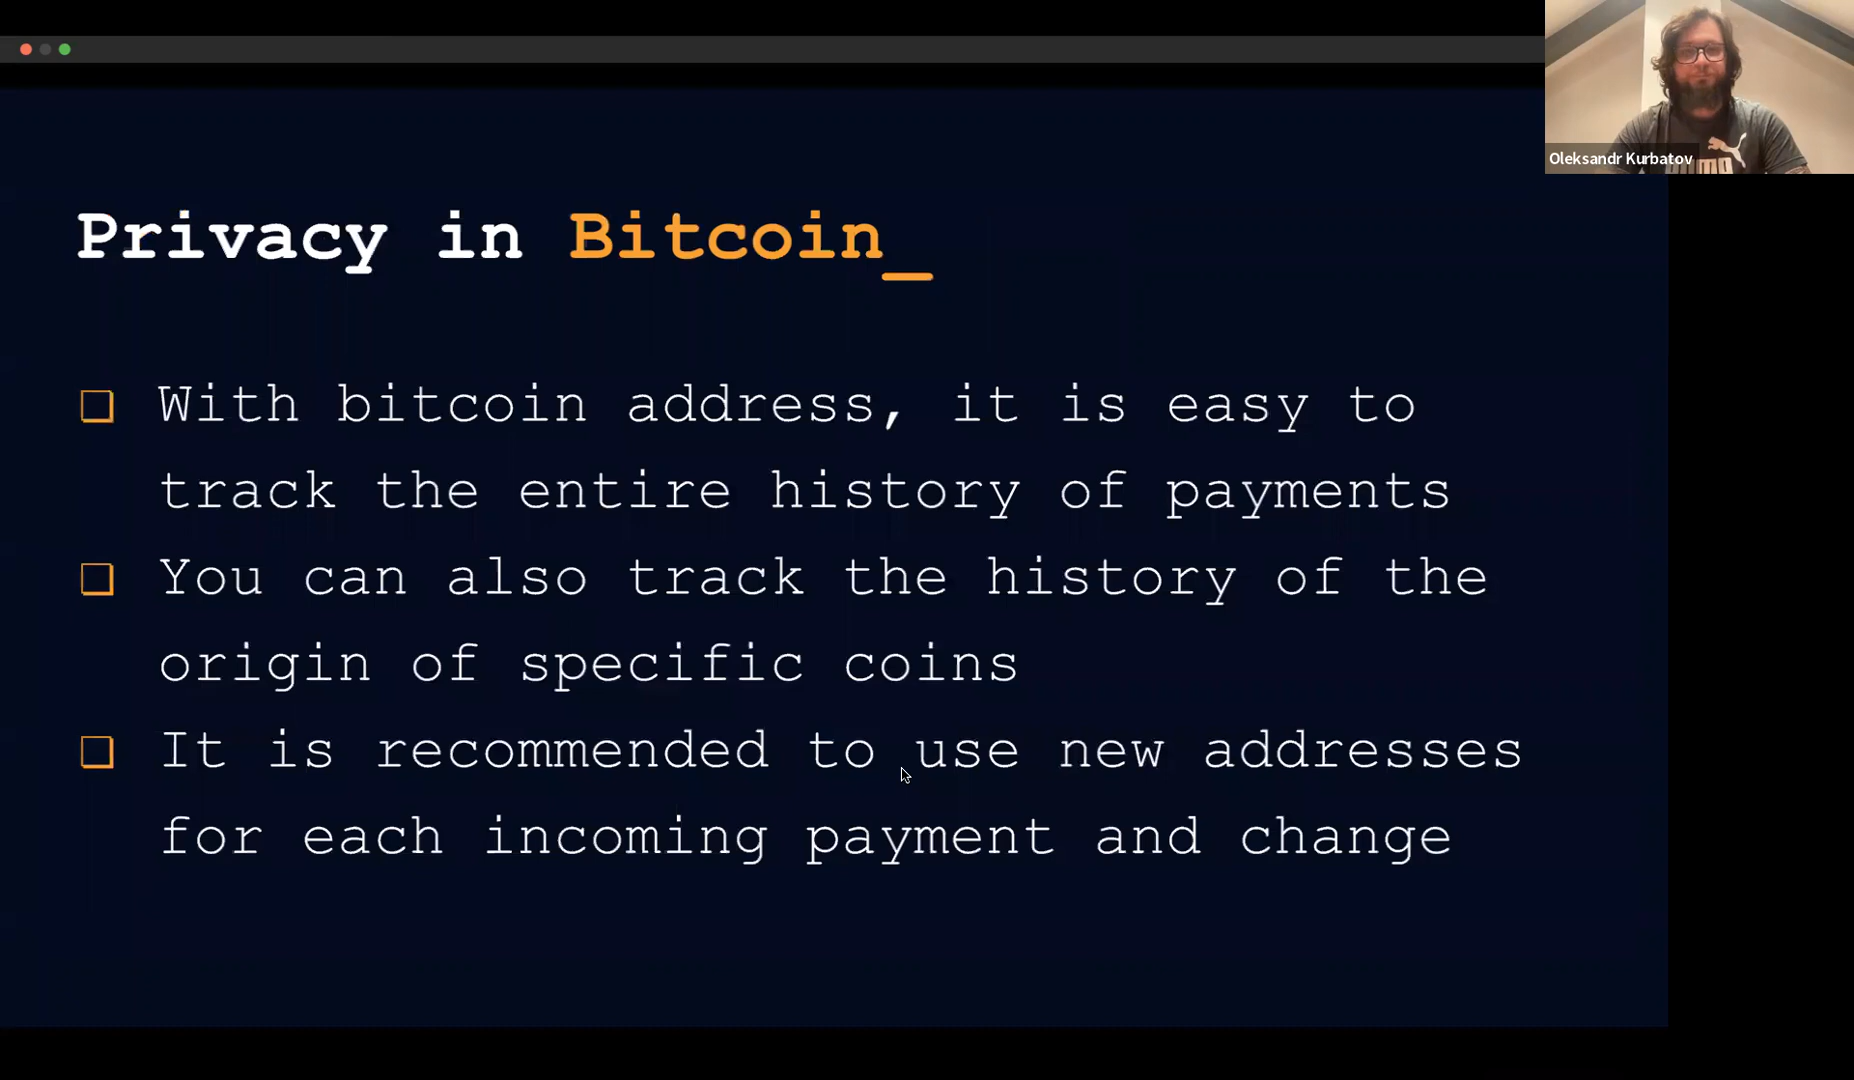 Oleksandr Kurbatov
Privacy in Bitcoin_
With bitcoin address, it is easy to
track the entire history of payments
You can also track the history of the
origin of specific coins
It is recommended to use new addresses
for each incoming payment and change
PUMA